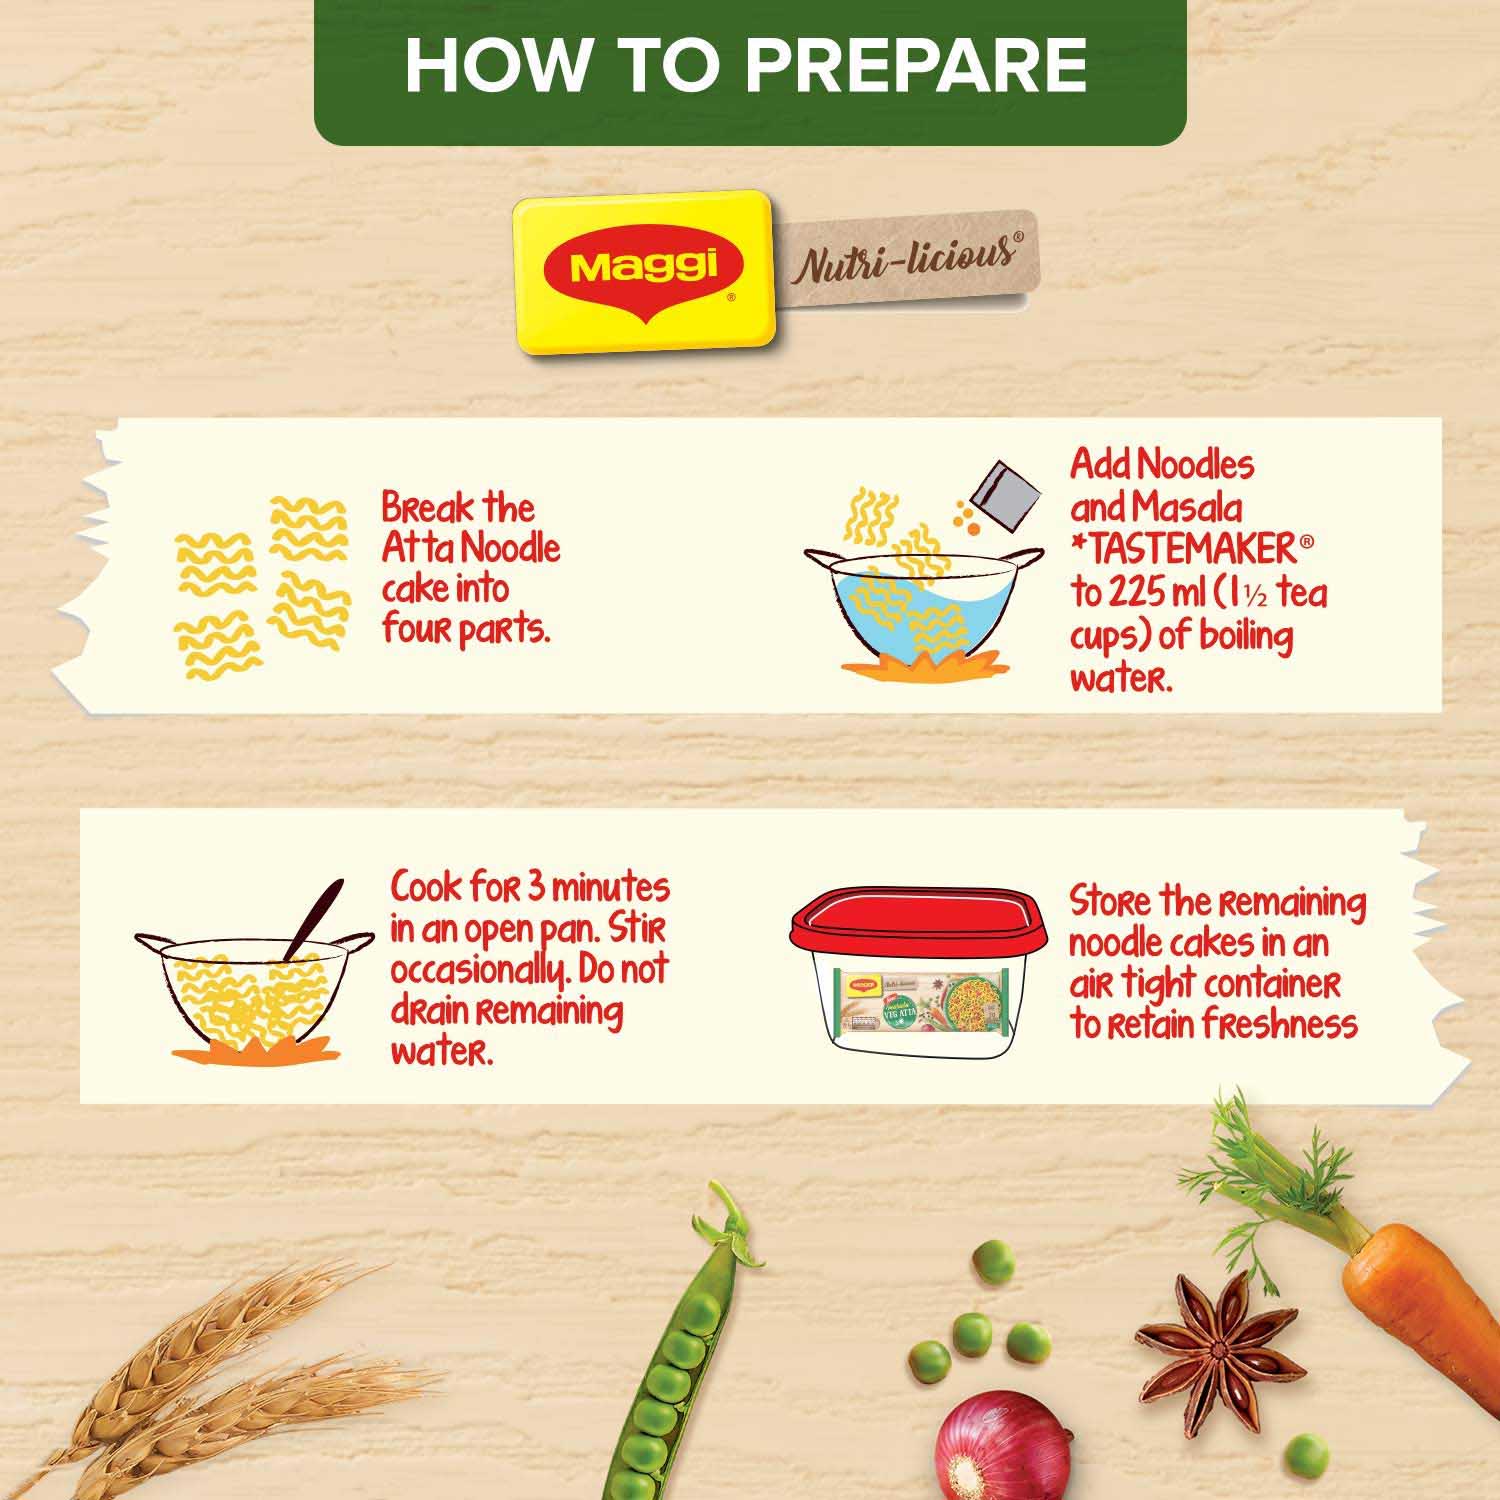 HOW TO PREPARE
Maggi®
Nutri-licious®
Break the
Atta Noodle
cake into
four parts.
Add Noodles
and Masala
*TASTEMAKER®
to 225 ml (1 ½ tea
cups) of boiling
water.
Cook for 3 minutes
in an open pan. Stir
occasionally. Do not
drain remaining
water.
Store the remaining
noodle cakes in an
air tight container
to retain freshness
Maggi
Nutri-licious
VEG ATTA